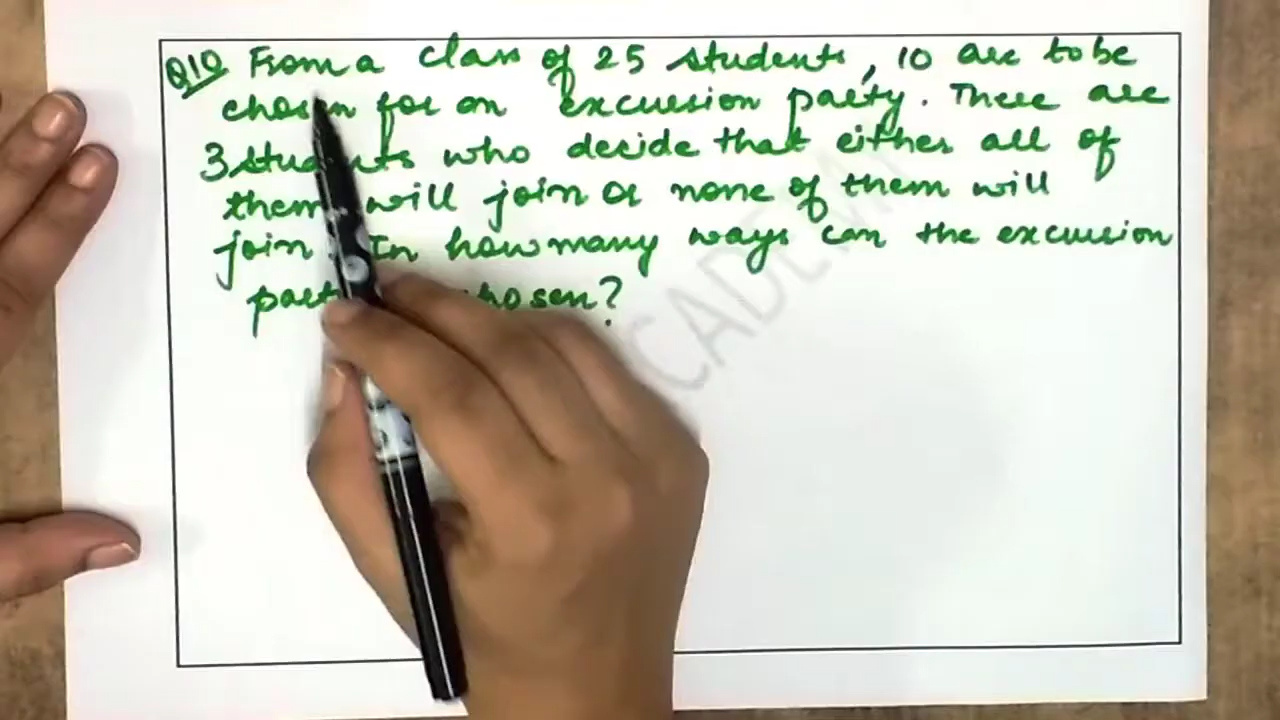 Q10 From a class of 25 students, 10 are to be
chosen for an excursion party. There are
3 students who decide that either all of
them will join or none of them will
join. In how many ways can the excursion
chosen?
CADEM